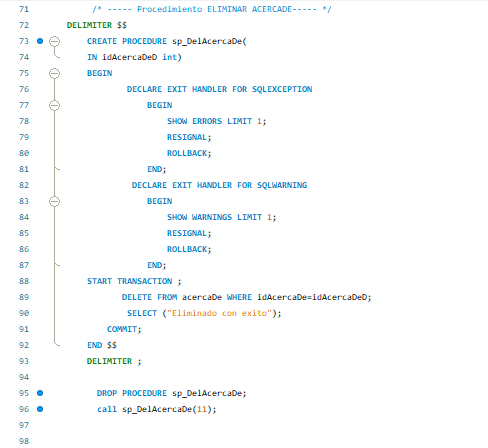 71 /* ----- Procedimiento ELIMINAR ACERCADE----- */
72 DELIMITER $$
73 CREATE PROCEDURE sp_DelAcercaDe(
74 IN idAcercaDeD int)
75 BEGIN
76 DECLARE EXIT HANDLER FOR SQLEXCEPTION
77 BEGIN
78 SHOW ERRORS LIMIT 1;
79 RESIGNAL;
80 ROLLBACK;
81 END;
82 DECLARE EXIT HANDLER FOR SQLWARNING
83 BEGIN
84 SHOW WARNINGS LIMIT 1;
85 RESIGNAL;
86 ROLLBACK;
87 END;
88 START TRANSACTION ;
89 DELETE FROM acercaDe WHERE idAcercaDe=idAcercaDeD;
90 SELECT ("Eliminado con exito");
91 COMMIT;
92 END $$
93 DELIMITER ;
94
95 DROP PROCEDURE sp_DelAcercaDe;
96 call sp_DelAcercaDe(11);
97
98